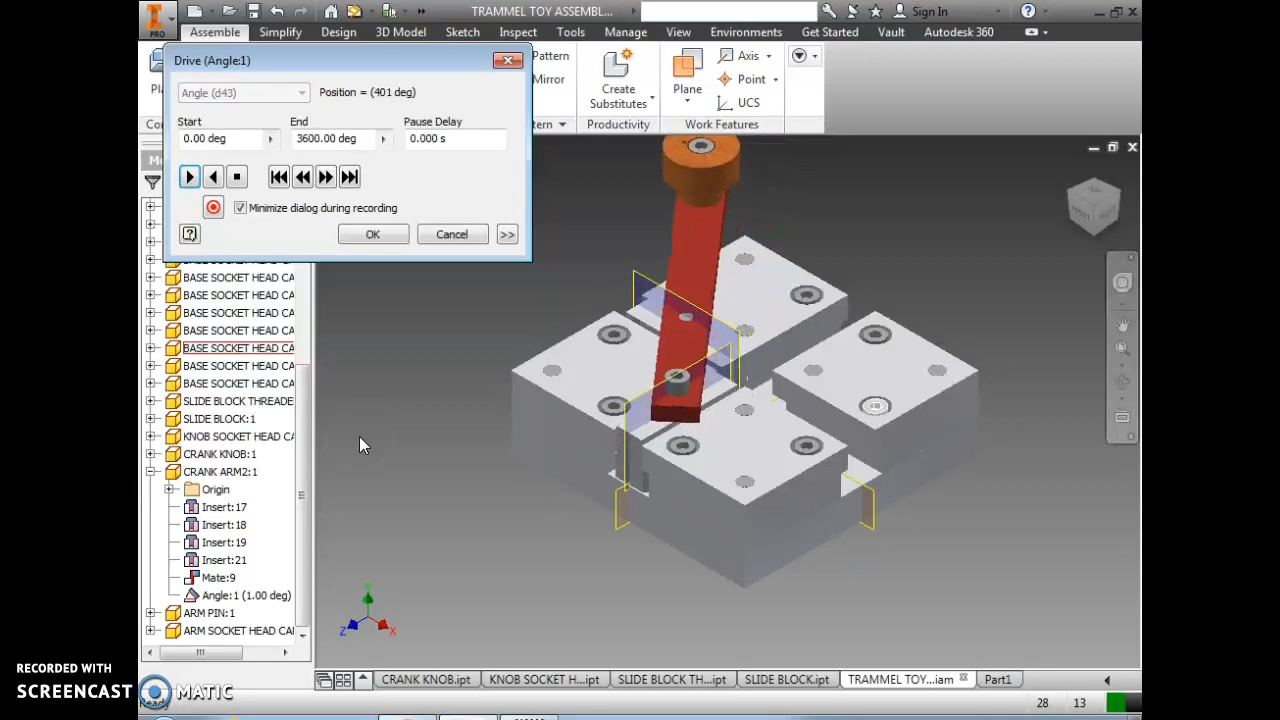 PRO
TRAMMEL TOY ASSEMBL...
Sign In
Assemble
Simplify
Design
3D Model
Sketch
Inspect
Tools
Manage
View
Environments
Get Started
Vault
Autodesk 360
Drive (Angle:1)
Angle (d43)
Position = (401 deg)
Start
End
Pause Delay
0.00 deg
3600.00 deg
0.000 s
Minimize dialog during recording
OK
Cancel
>>
Pattern
Mirror
Create
Substitutes
Productivity
Plane
Axis
Point
UCS
Work Features
BASE SOCKET HEAD CA
BASE SOCKET HEAD CA
BASE SOCKET HEAD CA
BASE SOCKET HEAD CA
BASE SOCKET HEAD CA
BASE SOCKET HEAD CA
BASE SOCKET HEAD CA
SLIDE BLOCK THREADE
SLIDE BLOCK:1
KNOB SOCKET HEAD CA
CRANK KNOB:1
CRANK ARM2:1
Origin
Insert:17
Insert:18
Insert:19
Insert:21
Mate:9
Angle:1 (1.00 deg)
ARM PIN:1
ARM SOCKET HEAD CAI
Y
Z
X
CRANK KNOB.ipt
KNOB SOCKET H...ipt
SLIDE BLOCK TH...ipt
SLIDE BLOCK.ipt
TRAMMEL TOY...iam
Part1
Ready
28
13
RECORDED WITH
SCREENCAST MATIC